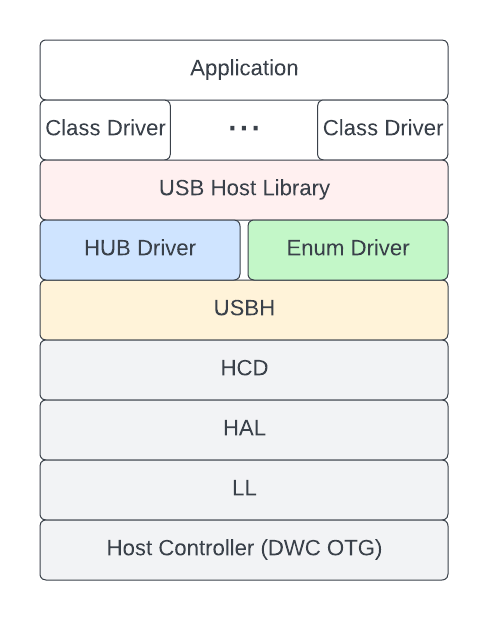 Application
Class Driver ... Class Driver
USB Host Library
HUB Driver Enum Driver
USBH
HCD
HAL
LL
Host Controller (DWC OTG)